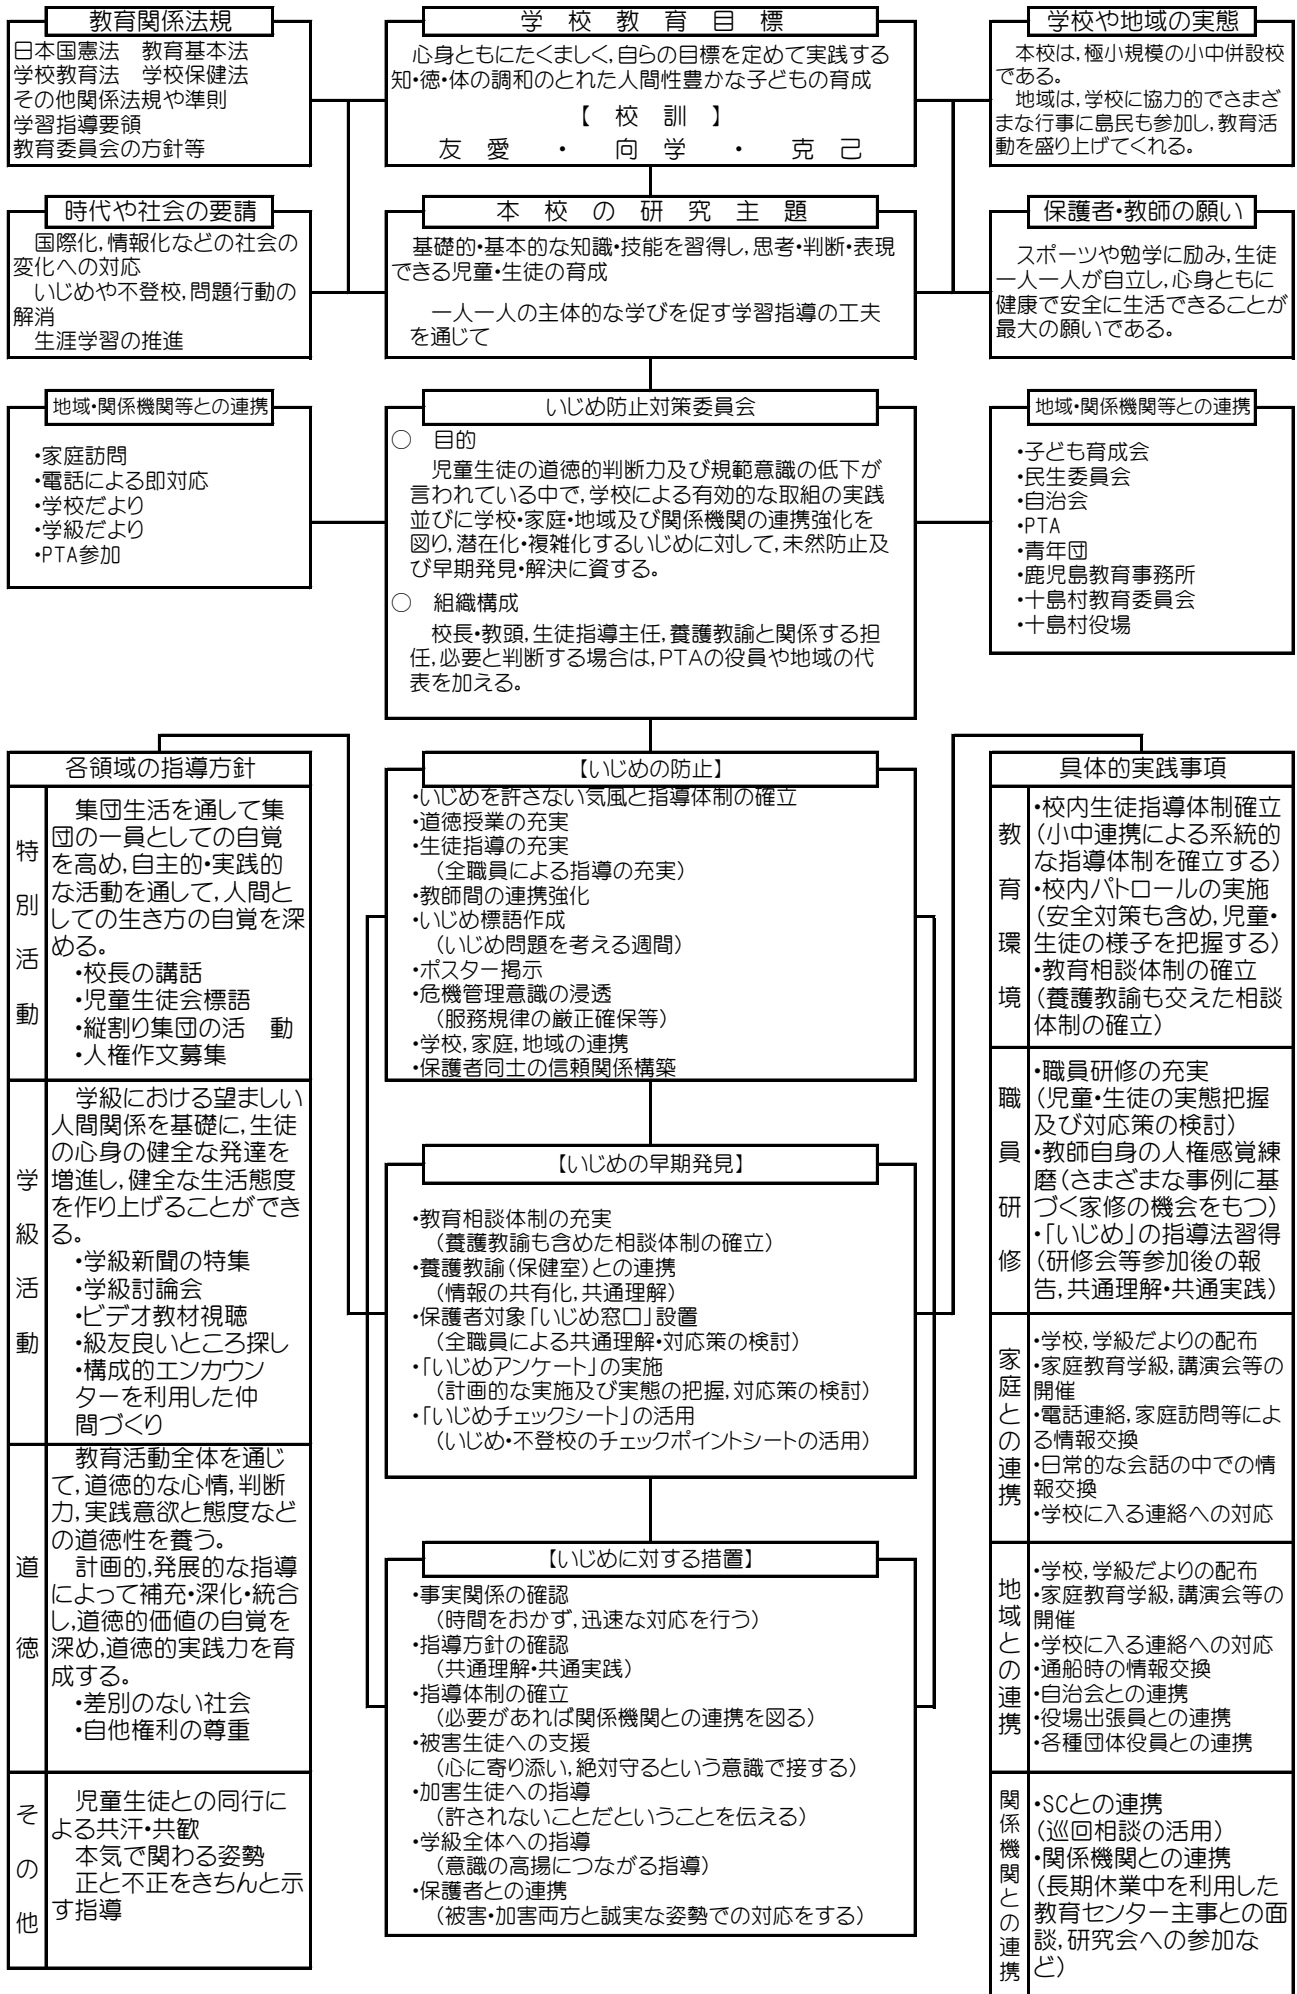 教育関係法規
日本国憲法　教育基本法
学校教育法　学校保健法
その他関係法規や準則
学習指導要領
教育委員会の方針等
学校教育目標
心身ともにたくましく,自らの目標を定めて実践する
知・徳・体の調和のとれた人間性豊かな子どもの育成
【　校　訓　】
友　愛　・　向　学　・　克　己
学校や地域の実態
本校は,極小規模の小中併設校
である。
地域は,学校に協力的でさまざ
まな行事に島民も参加し,教育活
動を盛り上げてくれる。
時代や社会の要請
国際化,情報化などの社会の
変化への対応
いじめや不登校,問題行動の
解消
生涯学習の推進
本校の研究主題
基礎的・基本的な知識・技能を習得し,思考・判断・表現
できる児童・生徒の育成
一人一人の主体的な学びを促す学習指導の工夫
を通じて
保護者・教師の願い
スポーツや勉学に励み,生徒
一人一人が自立し,心身ともに
健康で安全に生活できることが
最大の願いである。
地域・関係機関等との連携
・家庭訪問
・電話による即対応
・学校だより
・学級だより
・PTA参加
いじめ防止対策委員会
○　目的
児童生徒の道徳的判断力及び規範意識の低下が
言われている中で,学校による有効的な取組の実践
並びに学校・家庭・地域及び関係機関の連携強化を
図り,潜在化・複雑化するいじめに対して,未然防止及
び早期発見・解決に資する。
○　組織構成
校長・教頭,生徒指導主任,養護教諭と関係する担
任,必要と判断する場合は,PTAの役員や地域の代
表を加える。
地域・関係機関等との連携
・子ども育成会
・民生委員会
・自治会
・PTA
・青年団
・鹿児島教育事務所
・十島村教育委員会
・十島村役場
各領域の指導方針
特別活動
集団生活を通して集
団の一員としての自覚
を高め,自主的・実践的
な活動を通して,人間と
しての生き方の自覚を深
める。
・校長の講話
・児童生徒会標語
・縦割り集団の活　動
・人権作文募集
学級活動
学級における望ましい
人間関係を基礎に,生徒
の心身の健全な発達を
増進し,健全な生活態度
を作り上げることができ
る。
・学級新聞の特集
・学級討論会
・ビデオ教材視聴
・級友良いところ探し
・構成的エンカウン
ターを利用した仲
間づくり
道徳
教育活動全体を通じ
て,道徳的な心情,判断
力,実践意欲と態度など
の道徳性を養う。
計画的,発展的な指導
によって補充・深化・統合
し,道徳的価値の自覚を
深め,道徳的実践力を育
成する。
・差別のない社会
・自他権利の尊重
その他
児童生徒との同行に
よる共汗・共歓
本気で関わる姿勢
正と不正をきちんと示
す指導
【いじめの防止】
・いじめを許さない気風と指導体制の確立
・道徳授業の充実
・生徒指導の充実
（全職員による指導の充実）
・教師間の連携強化
・いじめ標語作成
（いじめ問題を考える週間）
・ポスター掲示
・危機管理意識の浸透
（服務規律の厳正確保等）
・学校,家庭,地域の連携
・保護者同士の信頼関係構築
【いじめの早期発見】
・教育相談体制の充実
（養護教諭も含めた相談体制の確立）
・養護教諭（保健室）との連携
（情報の共有化,共通理解）
・保護者対象「いじめ窓口」設置
（全職員による共通理解・対応策の検討）
・「いじめアンケート」の実施
（計画的な実施及び実態の把握,対応策の検討）
・「いじめチェックシート」の活用
（いじめ・不登校のチェックポイントシートの活用）
【いじめに対する措置】
・事実関係の確認
（時間をおかず,迅速な対応を行う）
・指導方針の確認
（共通理解・共通実践）
・指導体制の確立
（必要があれば関係機関との連携を図る）
・被害生徒への支援
（心に寄り添い,絶対守るという意識で接する）
・加害生徒への指導
（許されないことだということを伝える）
・学級全体への指導
（意識の高揚につながる指導）
・保護者との連携
（被害・加害両方と誠実な姿勢での対応をする）
具体的実践事項
教育環境
・校内生徒指導体制確立
（小中連携による系統的
な指導体制を確立する）
・校内パトロールの実施
（安全対策も含め,児童・
生徒の様子を把握する）
・教育相談体制の確立
（養護教諭も交えた相談
体制の確立）
職員研修
・職員研修の充実
（児童・生徒の実態把握
及び対応策の検討）
・教師自身の人権感覚練
磨（さまざまな事例に基
づく家修の機会をもつ）
・「いじめ」の指導法習得
（研修会等参加後の報
告,共通理解・共通実践）
家庭との連携
・学校,学級だよりの配布
・家庭教育学級,講演会等の
開催
・電話連絡,家庭訪問等によ
る情報交換
・日常的な会話の中での情
報交換
・学校に入る連絡への対応
地域との連携
・学校,学級だよりの配布
・家庭教育学級,講演会等の
開催
・学校に入る連絡への対応
・通船時の情報交換
・自治会との連携
・役場出張員との連携
・各種団体役員との連携
関係機関との連携
・SCとの連携
（巡回相談の活用）
・関係機関との連携
（長期休業中を利用した
教育センター主事との面
談,研究会への参加な
ど）